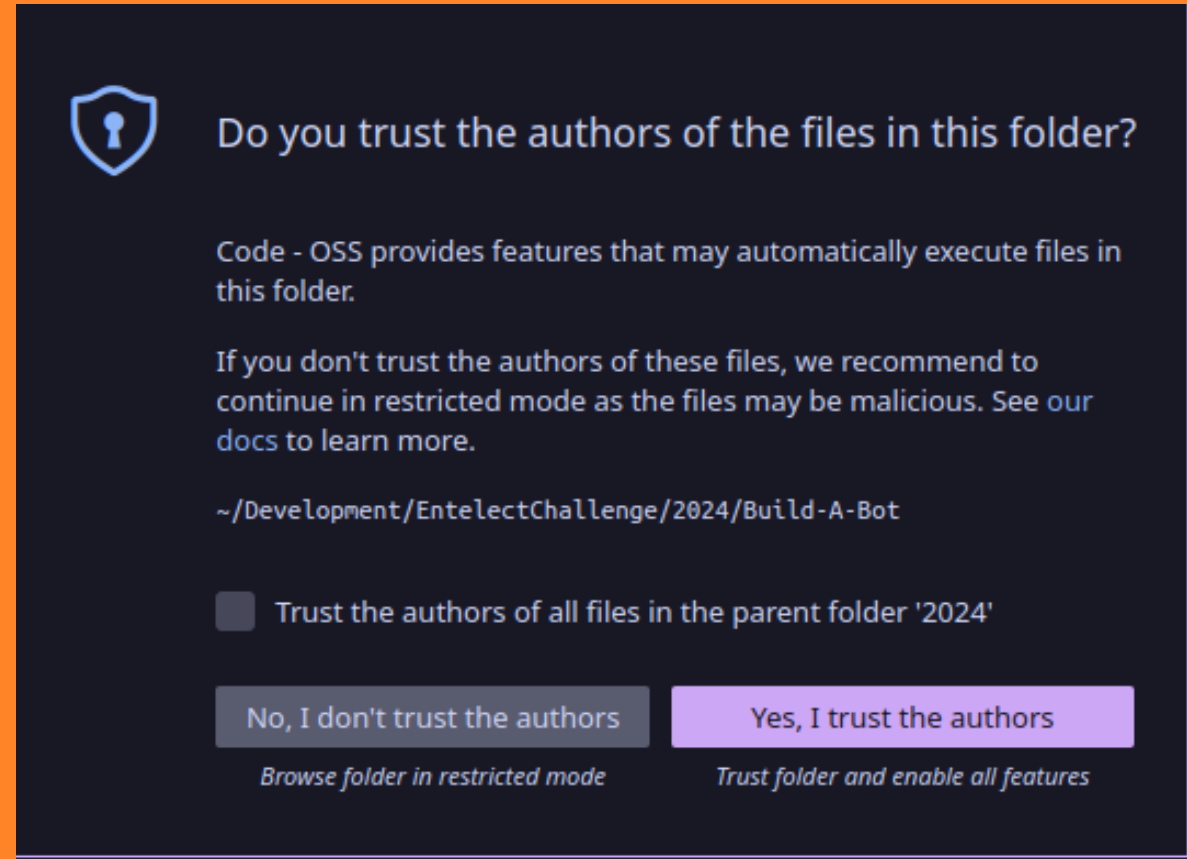 Do you trust the authors of the files in this folder?
Code - OSS provides features that may automatically execute files in
this folder.
If you don't trust the authors of these files, we recommend to
continue in restricted mode as the files may be malicious. See our
docs to learn more.
~/Development/EntelectChallenge/2024/Build-A-Bot
Trust the authors of all files in the parent folder '2024'
No, I don't trust the authors
Yes, I trust the authors
Browse folder in restricted mode
Trust folder and enable all features